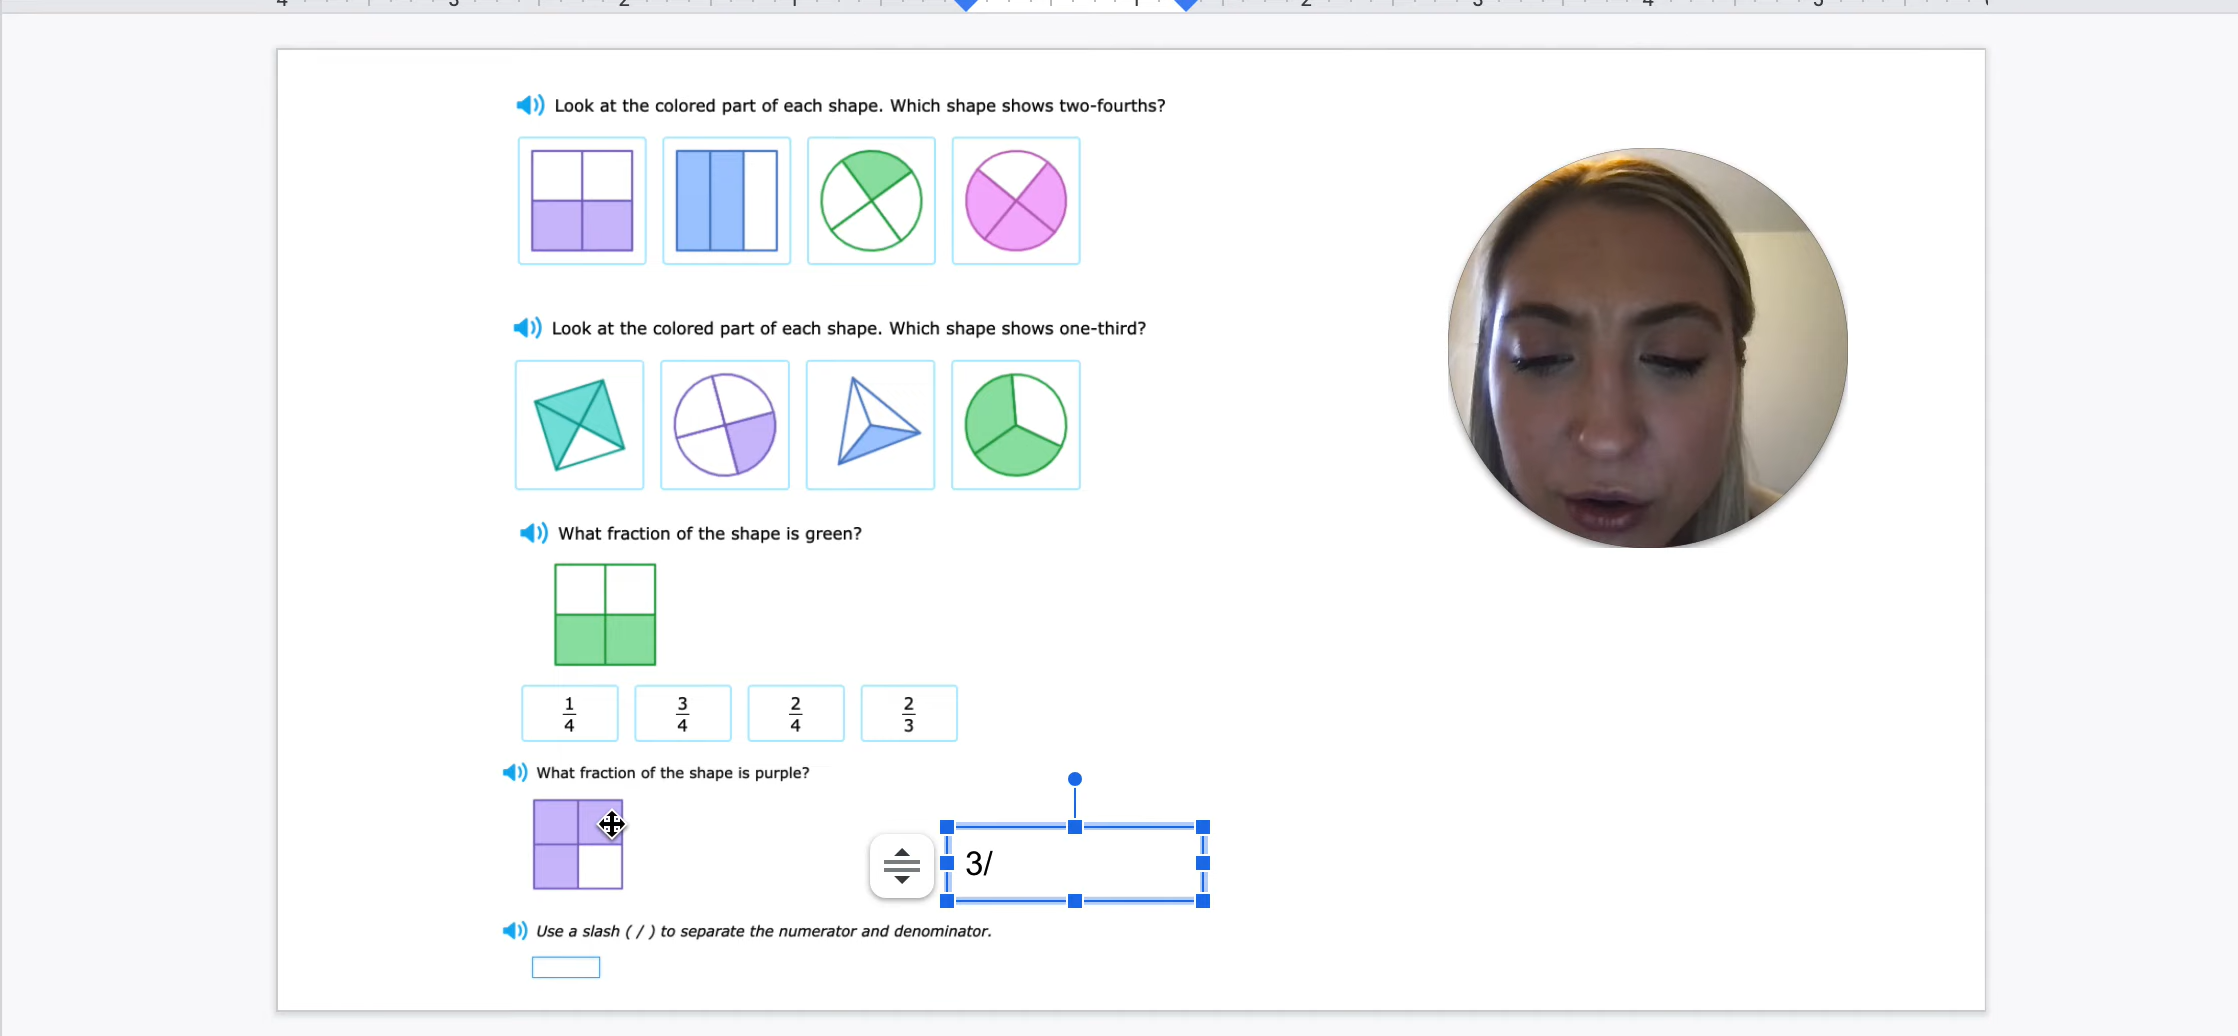 Look at the colored part of each shape. Which shape shows two-fourths?
Look at the colored part of each shape. Which shape shows one-third?
What fraction of the shape is green?
1/4 3/4 2/4 2/3
What fraction of the shape is purple?
3/
Use a slash ( / ) to separate the numerator and denominator.